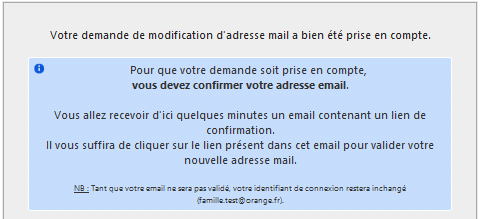 Votre demande de modification d'adresse mail a bien été prise en compte.
Pour que votre demande soit prise en compte,
vous devez confirmer votre adresse email.
Vous allez recevoir d'ici quelques minutes un email contenant un lien de
confirmation.
Il vous suffira de cliquer sur le lien présent dans cet email pour valider votre
nouvelle adresse mail.
NB : Tant que votre email ne sera pas validé, votre identifiant de connexion restera inchangé
(famille.test@orange.fr).